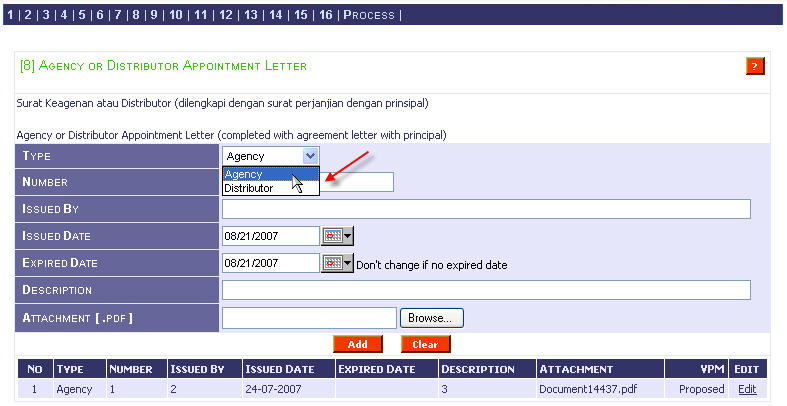 1 | 2 | 3 | 4 | 5 | 6 | 7 | 8 | 9 | 10 | 11 | 12 | 13 | 14 | 15 | 16 | Process |
[8] Agency or Distributor Appointment Letter
?
Surat Keagenan atau Distributor (dilengkapi dengan surat perjanjian dengan prinsipal)
Agency or Distributor Appointment Letter (completed with agreement letter with principal)
Type Agency
Agency
Number
Distributor
Issued By
Issued Date 08/21/2007
Expired Date 08/21/2007 Don't change if no expired date
Description
Attachment [ .pdf ] Browse...
Add Clear
No Type Number Issued By Issued Date Expired Date Description Attachment VPM Edit
1 Agency 1 2 24-07-2007 3 Document14437.pdf Proposed Edit